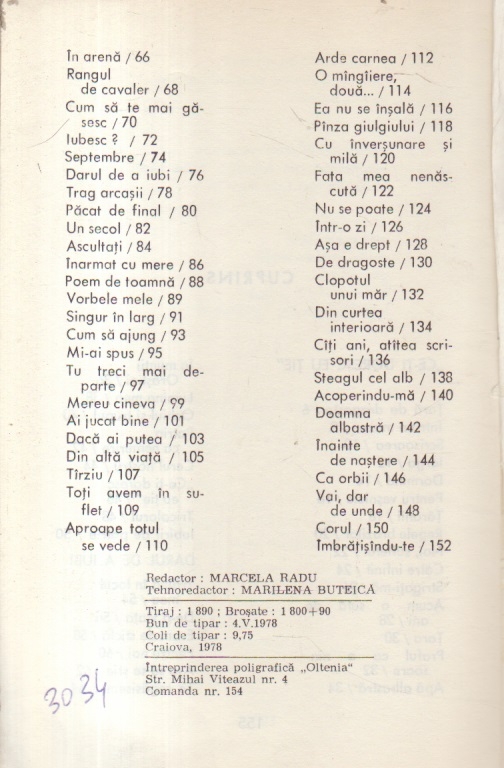 În arenă / 66
Rangul
de cavaler / 68
Cum să te mai gă-
sesc / 70
Iubesc ? / 72
Septembre / 74
Darul de a iubi / 76
Trag arcașii / 78
Păcat de final / 80
Un secol / 82
Ascultați / 84
Înarmat cu mere / 86
Poem de toamnă / 88
Vorbele mele / 89
Singur în larg / 91
Cum să ajung / 93
Mi-ai spus / 95
Tu treci mai de-
parte / 97
Mereu cineva / 99
Ai jucat bine / 101
Dacă ai putea / 103
Din altă viață / 105
Tîrziu / 107
Toți avem în su-
flet / 109
Aproape totul
se vede / 110
Arde carnea / 112
O mîngîiere,
două... / 114
Ea nu se înșală / 116
Pînza giulgiului / 118
Cu înverșunare și
milă / 120
Fata mea nenăs-
cută / 122
Nu se poate / 124
Într-o zi / 126
Așa e drept / 128
De dragoste / 130
Clopotul
unui măr / 132
Din curtea
interioară / 134
Cîți ani, atîtea scri-
sori / 136
Steagul cel alb / 138
Acoperindu-mă / 140
Doamna
albastră / 142
Înainte
de naștere / 144
Ca orbii / 146
Vai, dar
de unde / 148
Corul / 150
Îmbrățișîndu-te / 152
Redactor : MARCELA RADU
Tehnoredactor : MARILENA BUTEICĂ
Tiraj : 1 890 ; Broșate : 1 800+90
Bun de tipar : 4.V.1978
Coli de tipar : 9,75
Craiova, 1978
Întreprinderea poligrafică „Oltenia“
Str. Mihai Viteazul nr. 4
Comanda nr. 154
3034